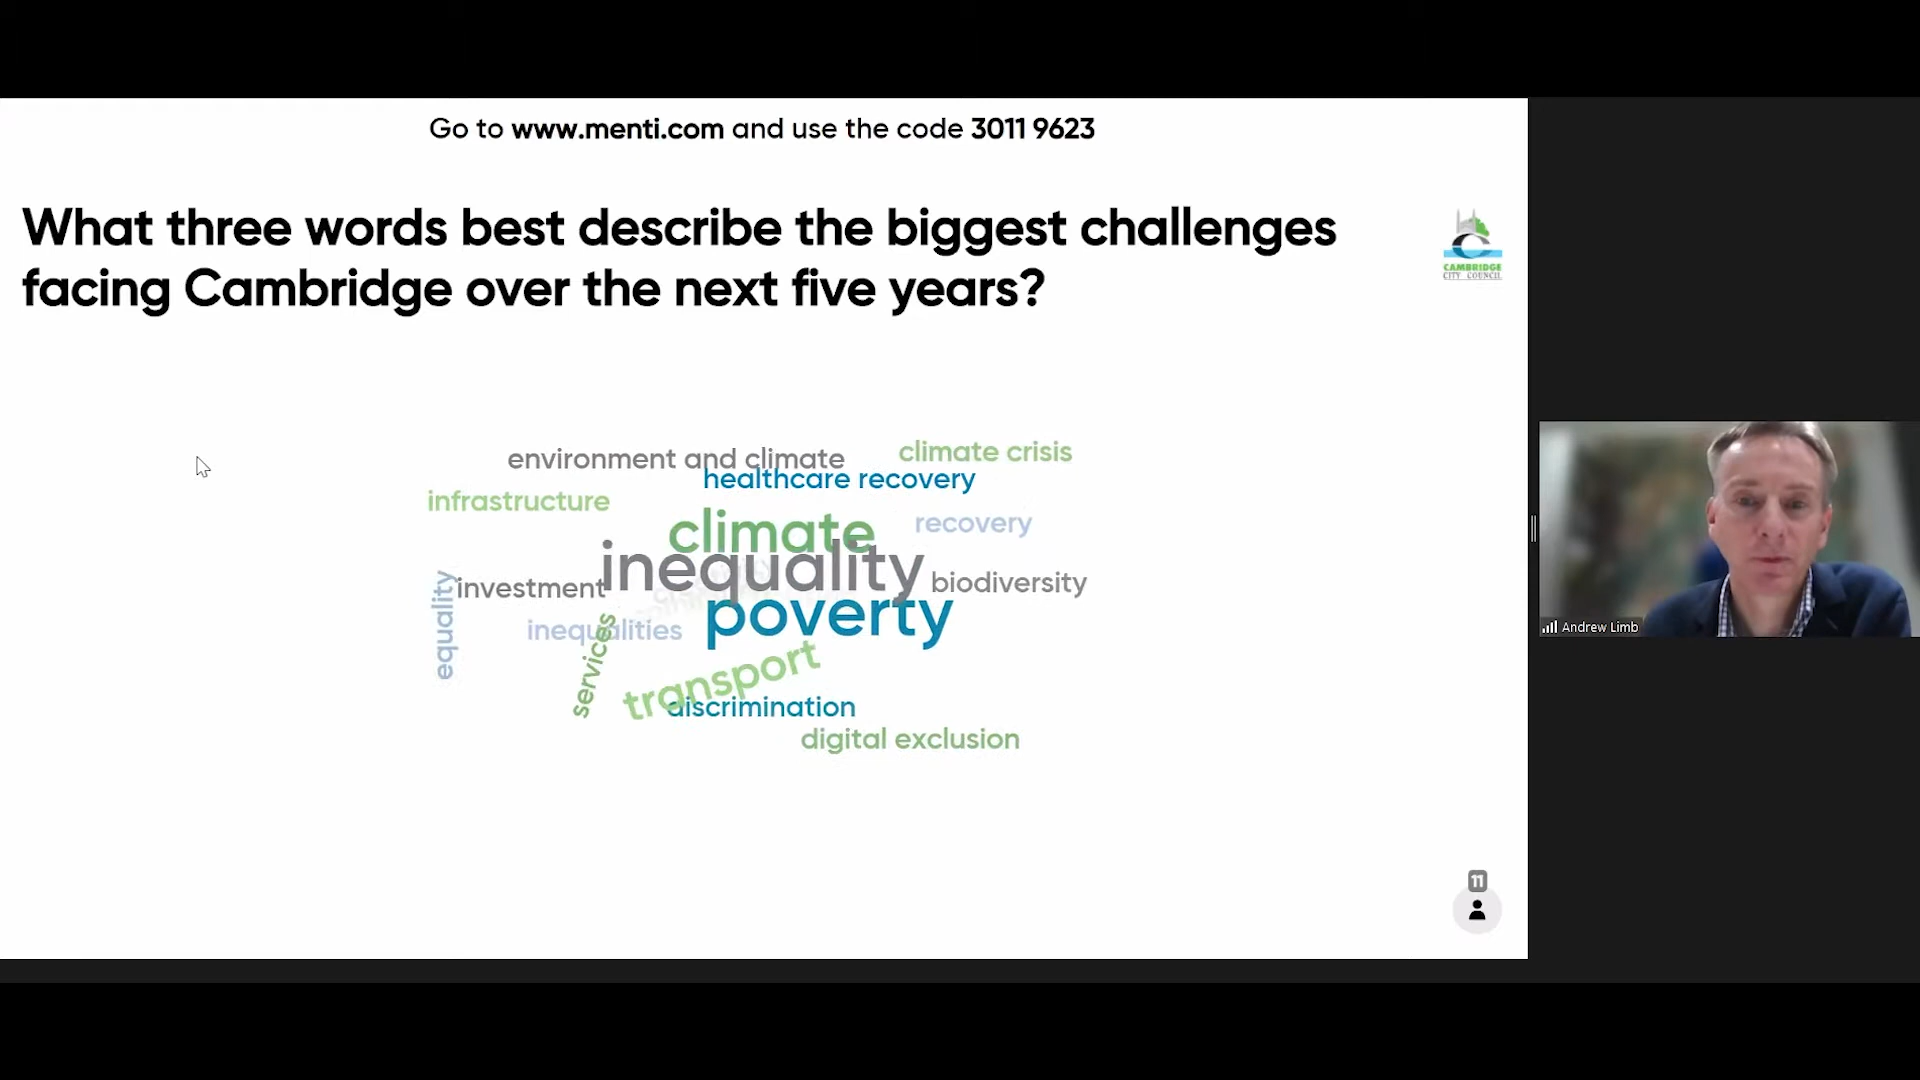 Go to www.menti.com and use the code 3011 9623
What three words best describe the biggest challenges
facing Cambridge over the next five years?
CAMBRIDGE
CITY COUNCIL
environment and climate
climate crisis
healthcare recovery
infrastructure
climate
recovery
inequality
investment
biodiversity
equality
poverty
inequalities
services
transport
discrimination
digital exclusion
Andrew Limb
11